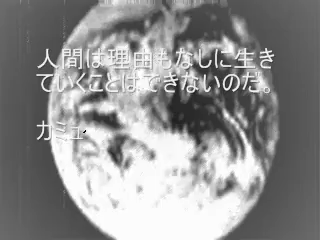 人間は理由もなしに生き
ていくことはできないのだ。
カミュ